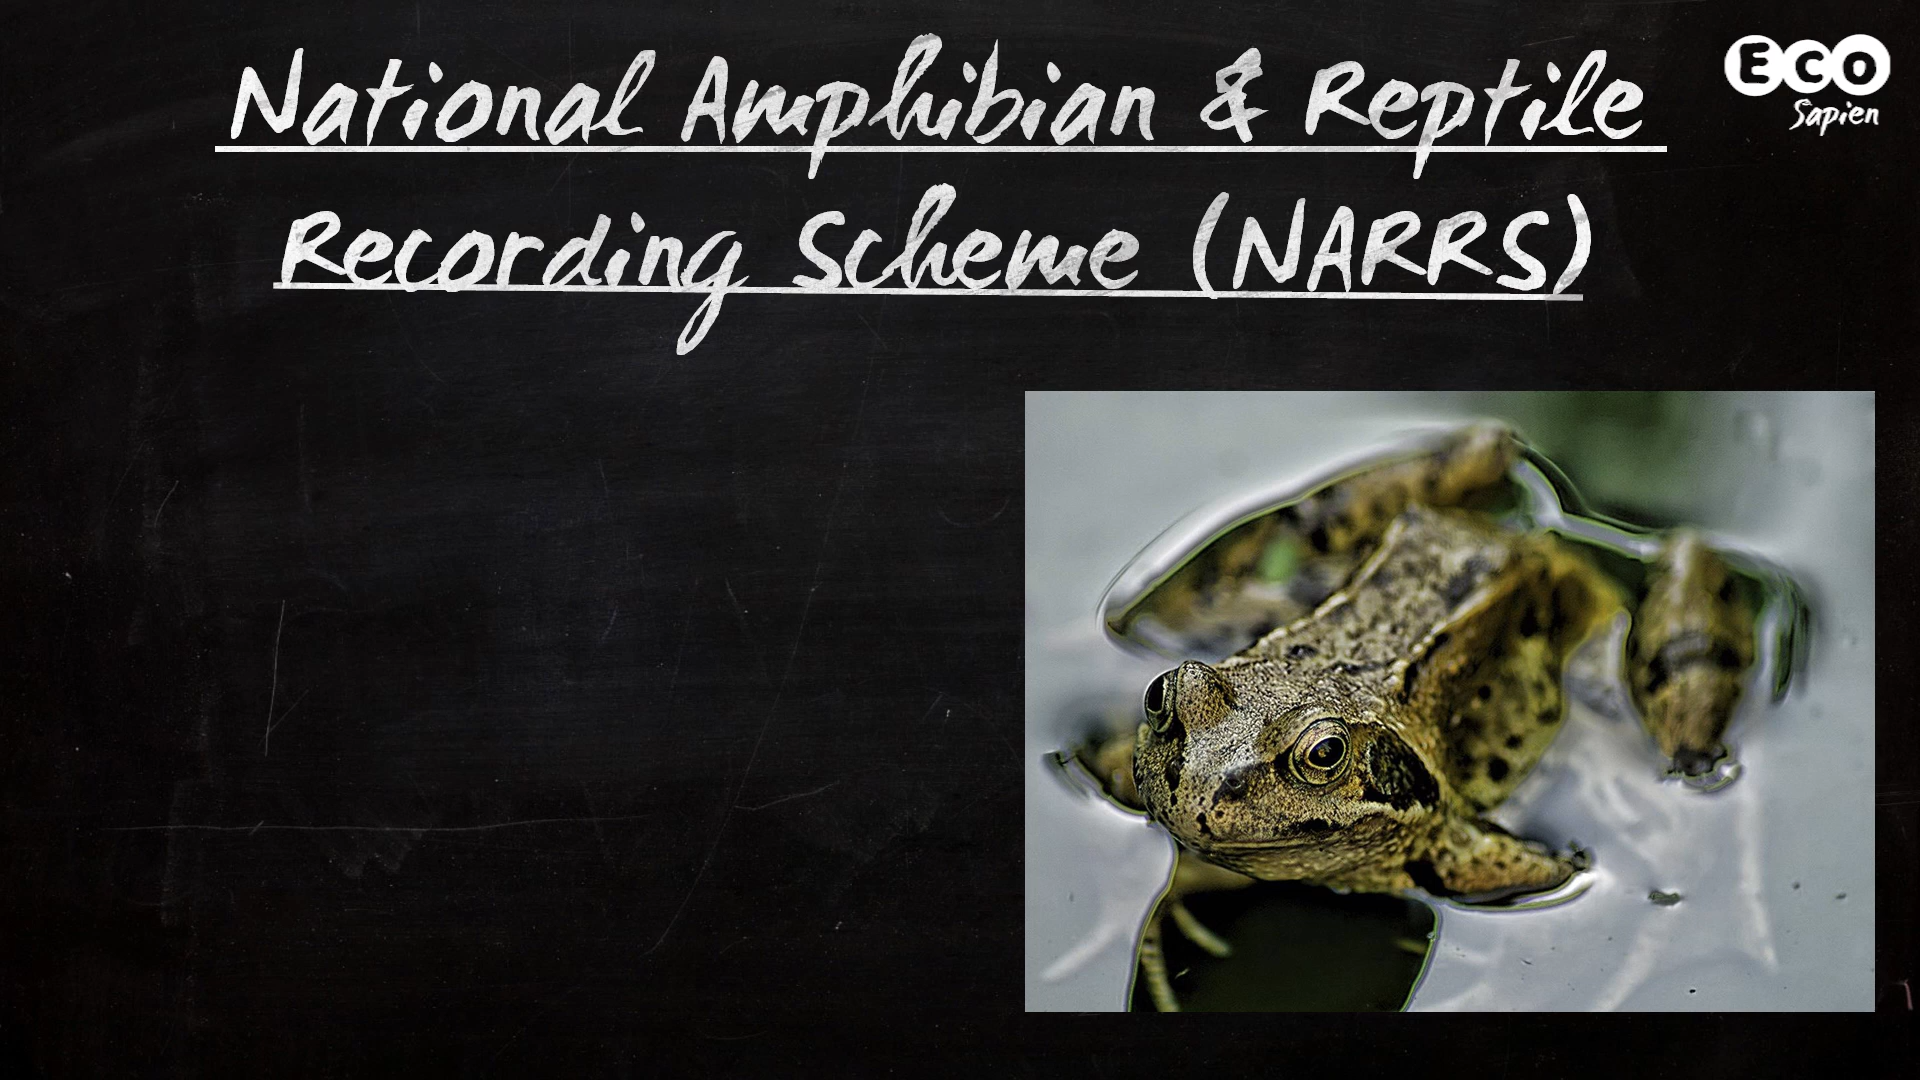 National Amphibian & Reptile
Recording Scheme (NARRS)
ECO
Sapien